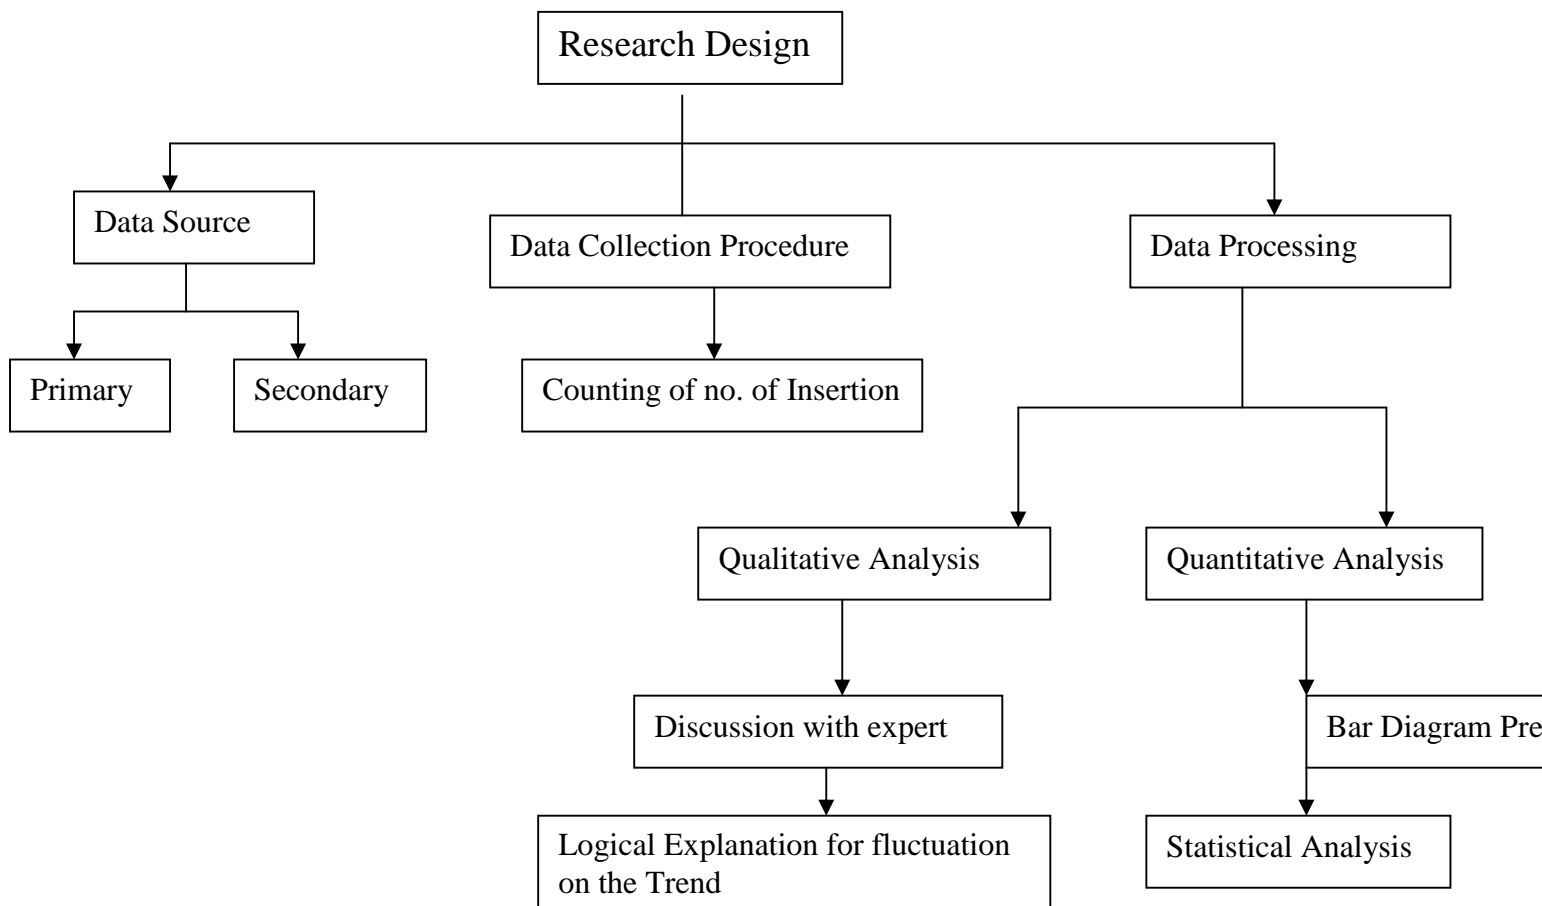 Research Design
Data Source
Data Collection Procedure
Data Processing
Primary
Secondary
Counting of no. of Insertion
Qualitative Analysis
Quantitative Analysis
Discussion with expert
Bar Diagram Pre
Logical Explanation for fluctuation
on the Trend
Statistical Analysis